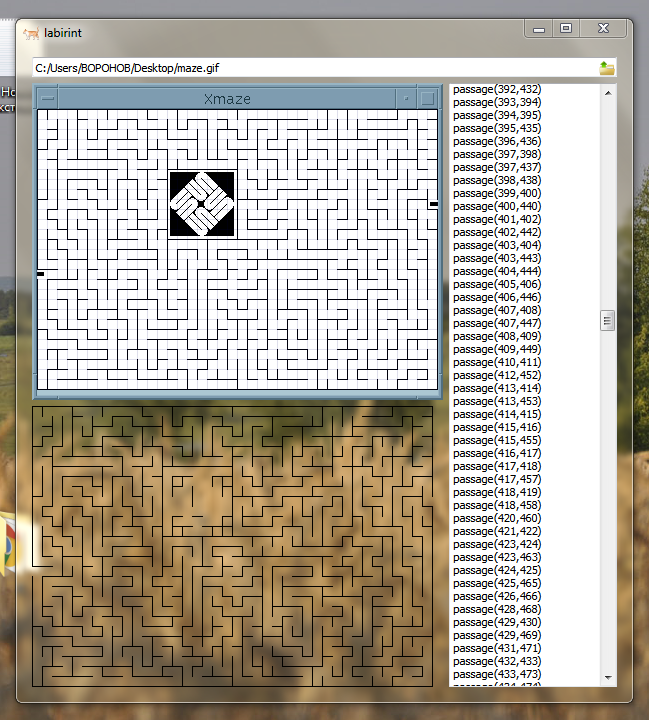 labirint
C:/Users/ВОРОНОВ/Desktop/maze.gif
Но
Xmaze
passage(392,432)
passage(393,394)
passage(394,395)
passage(395,435)
passage(396,436)
passage(397,398)
passage(397,437)
passage(398,438)
passage(399,400)
passage(400,440)
passage(401,402)
passage(402,442)
passage(403,404)
passage(403,443)
passage(404,444)
passage(405,406)
passage(406,446)
passage(407,408)
passage(407,447)
passage(408,409)
passage(409,449)
passage(410,411)
passage(412,452)
passage(413,414)
passage(413,453)
passage(414,415)
passage(415,416)
passage(415,455)
passage(416,417)
passage(417,418)
passage(417,457)
passage(418,419)
passage(418,458)
passage(420,460)
passage(421,422)
passage(423,424)
passage(423,463)
passage(424,425)
passage(425,465)
passage(426,466)
passage(428,468)
passage(429,430)
passage(429,469)
passage(431,471)
passage(432,433)
passage(433,473)